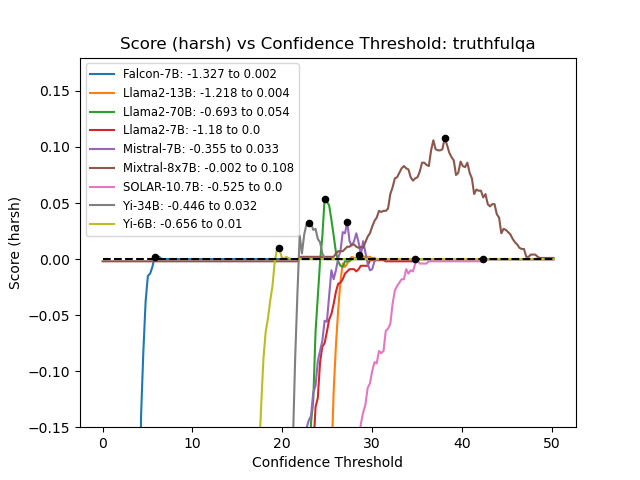 Score (harsh) vs Confidence Threshold: truthfulqa
Falcon-7B: -1.327 to 0.002
Llama2-13B: -1.218 to 0.004
Llama2-70B: -0.693 to 0.054
Llama2-7B: -1.18 to 0.0
Mistral-7B: -0.355 to 0.033
Mixtral-8x7B: -0.002 to 0.108
SOLAR-10.7B: -0.525 to 0.0
Yi-34B: -0.446 to 0.032
Yi-6B: -0.656 to 0.01
Score (harsh)
0.15
0.10
0.05
0.00
−0.05
−0.10
−0.15
0 10 20 30 40 50
Confidence Threshold